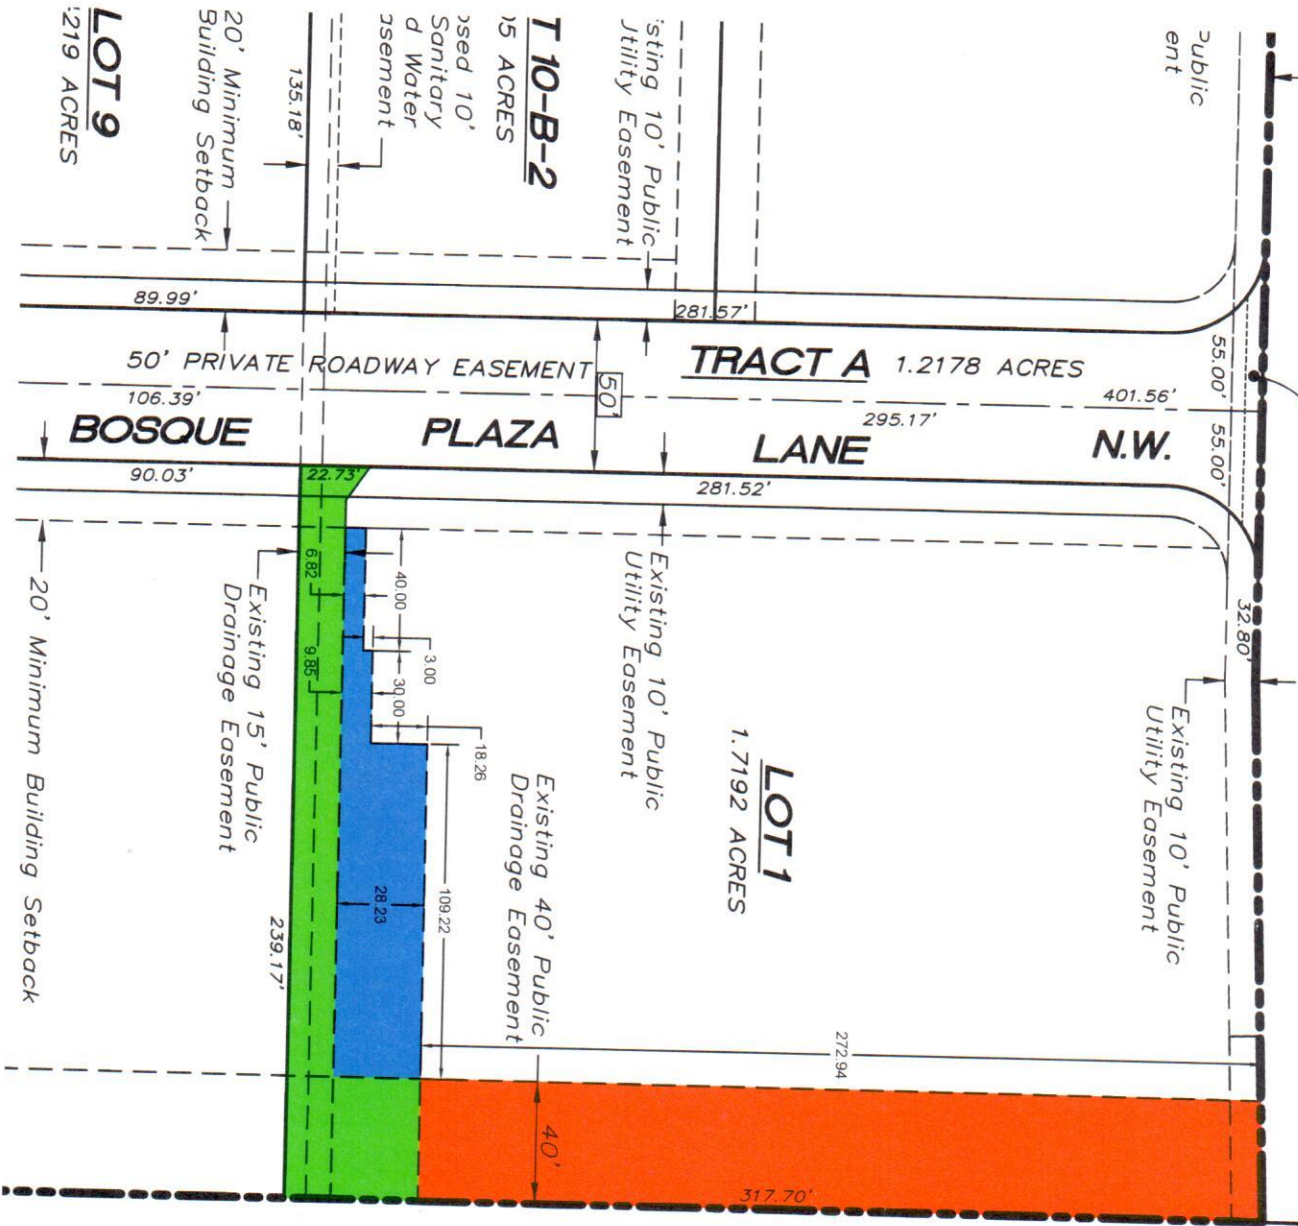 LOT 9
:219 ACRES
20' Minimum
Building Setback
135.18'
T 10-B-2
)5 ACRES
osed 10'
Sanitary
d Water
asement
isting 10' Public
Utility Easement
Public
ent
89.99'
281.57'
50' PRIVATE ROADWAY EASEMENT
50'
TRACT A 1.2178 ACRES
55.00'
106.39'
295.17'
401.56'
BOSQUE PLAZA LANE N.W.
55.00'
90.03'
22.73'
281.52'
6.82
40.00
3.00
9.85
30.00
18.26
Existing 10' Public
Utility Easement
32.80'
Existing 10' Public
Utility Easement
20' Minimum Building Setback
Existing 15' Public
Drainage Easement
LOT 1
1.7192 ACRES
Existing 40' Public
Drainage Easement
28.23
109.22
239.17'
272.94
40'
317.70'